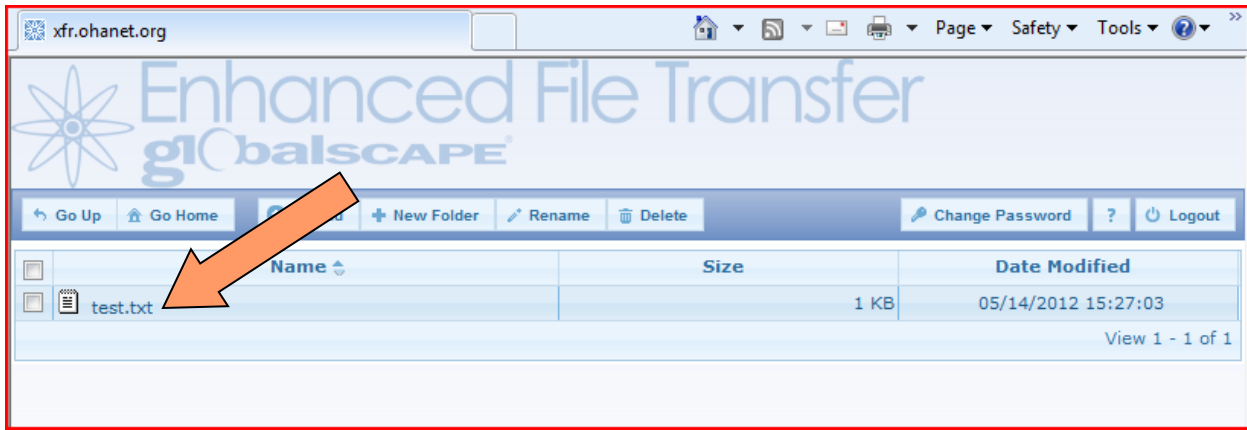 xfr.ohanet.org
Page Safety Tools
Enhanced File Transfer
globalSCAPE®
Go Up Go Home New Folder Rename Delete Change Password ? Logout
Name Size Date Modified
test.txt 1 KB 05/14/2012 15:27:03
View 1 - 1 of 1